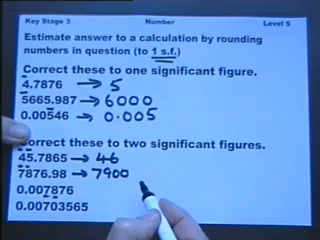 Key Stage 3 Number Level 5
Estimate answer to a calculation by rounding
numbers in question (to 1 s.f.)
Correct these to one significant figure.
4.7876 → 5
5665.987 → 6000
0.00546 → 0.005
Correct these to two significant figures.
45.7865 → 46
7876.98 → 7900
0.007876
0.00703565